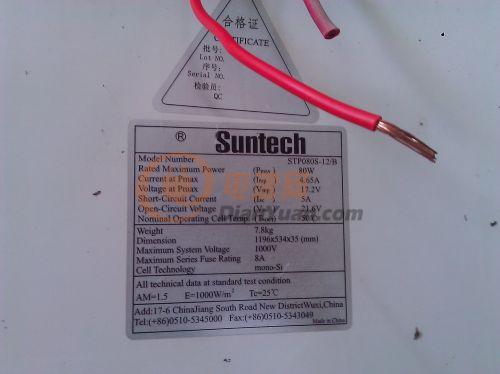 合格证
CERTIFICATE
批号:
Lot NO.
序号:
Serial NO.
检验员:
QC
® Suntech
Model Number STP080S-12/B
Rated Maximum Power (Pmax) 80W
Current at Pmax (Imp) 4.65A
Voltage at Pmax (Vmp) 17.2V
Short-Circuit Current (Isc) 5A
Open-Circuit Voltage (Voc) 21.6V
Nominal Operating Cell Temp. (TNOCT) 50℃
DianYuan.com
Weight 7.8kg
Dimension 1196x534x35 (mm)
Maximum System Voltage 1000V
Maximum Series Fuse Rating 8A
Cell Technology mono-Si
All technical data at standard test condition
AM=1.5 E=1000W/m² Tc=25℃
Add:17-6 ChinaJiang South Road New DistrictWuxi,China
Tel:(+86)0510-5345000 Fax:(+86)0510-5343049
Made in China